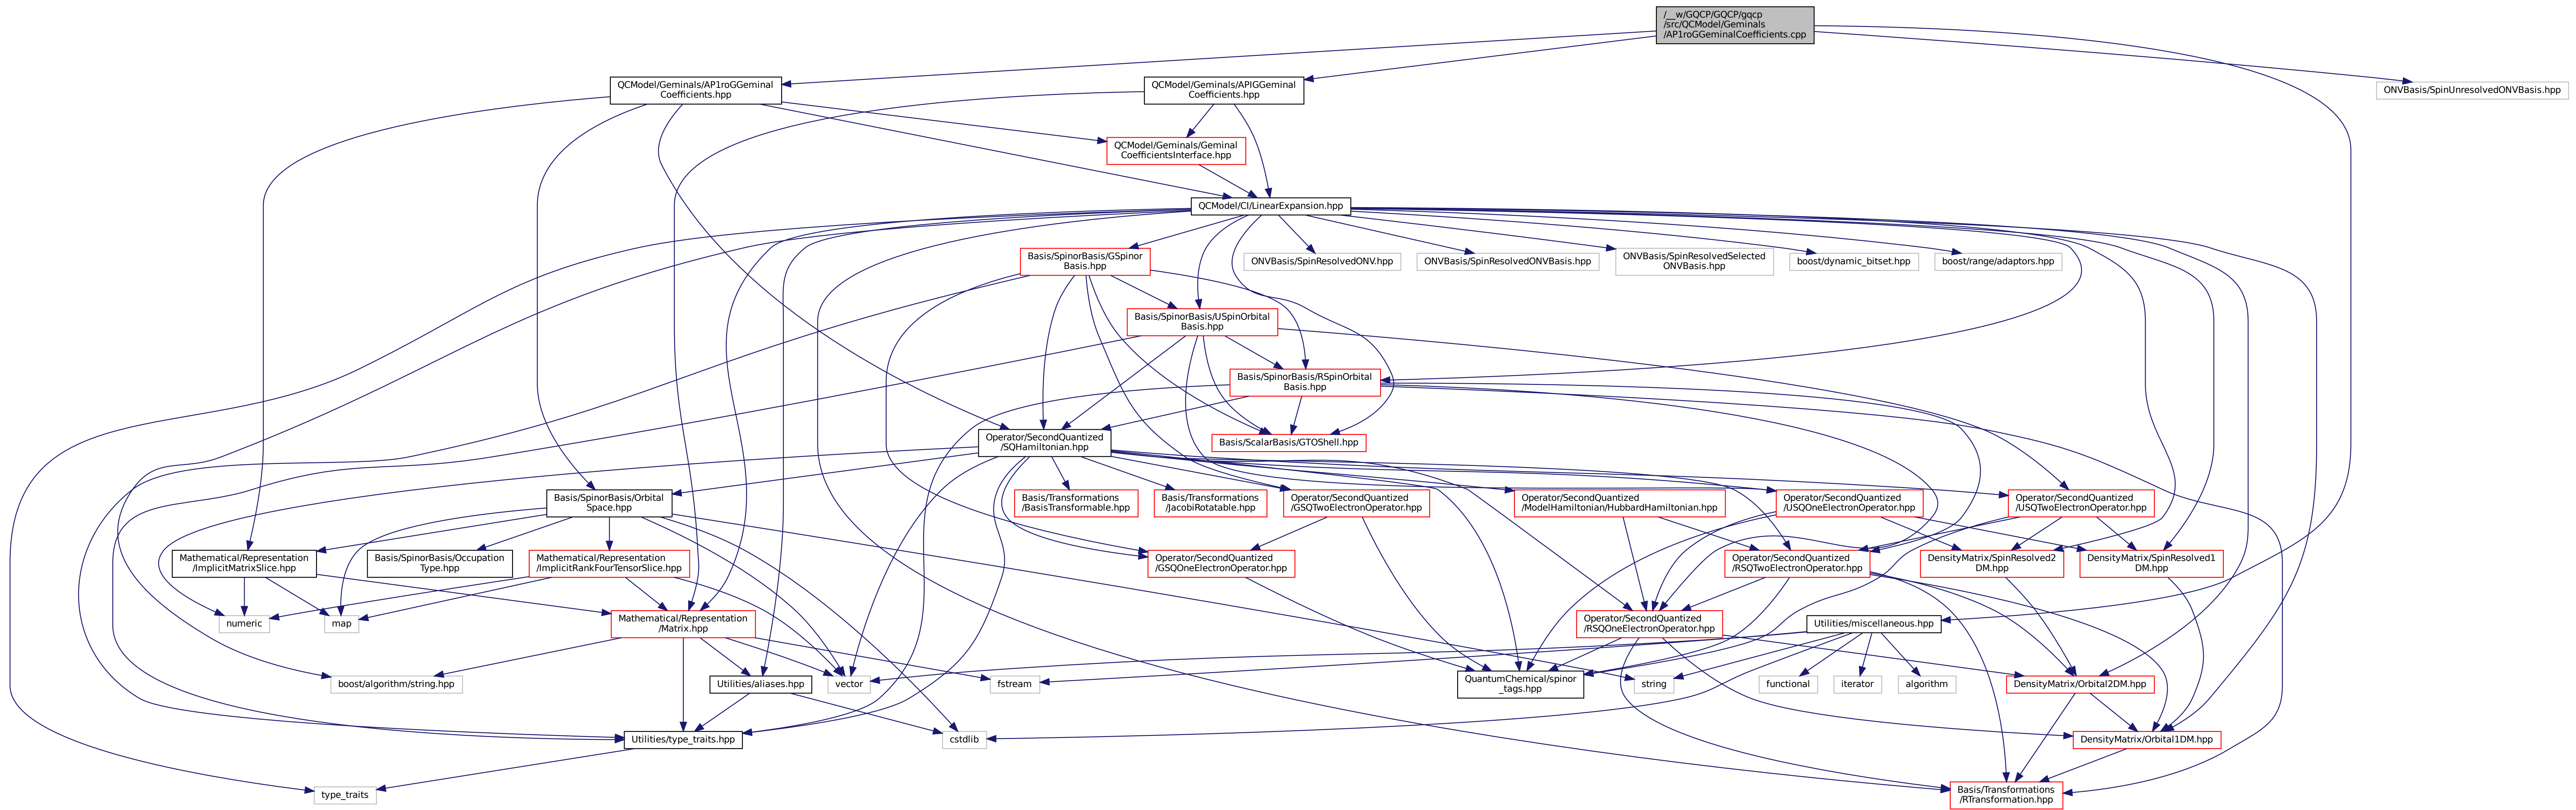 /__w/GQCP/GQCP/gqcp
/src/QCModel/Geminals
/AP1roGGeminalCoefficients.cpp
QCModel/Geminals/AP1roGGeminal
Coefficients.hpp
QCModel/Geminals/APIGGeminal
Coefficients.hpp
ONVBasis/SpinUnresolvedONVBasis.hpp
QCModel/Geminals/Geminal
CoefficientsInterface.hpp
QCModel/CI/LinearExpansion.hpp
Basis/SpinorBasis/GSpinor
Basis.hpp
ONVBasis/SpinResolvedONV.hpp
ONVBasis/SpinResolvedONVBasis.hpp
ONVBasis/SpinResolvedSelected
ONVBasis.hpp
boost/dynamic_bitset.hpp
boost/range/adaptors.hpp
Basis/SpinorBasis/USpinOrbital
Basis.hpp
Basis/SpinorBasis/RSpinOrbital
Basis.hpp
Operator/SecondQuantized
/SQHamiltonian.hpp
Basis/ScalarBasis/GTOShell.hpp
Basis/SpinorBasis/Orbital
Space.hpp
Basis/Transformations
/BasisTransformable.hpp
Basis/Transformations
/JacobiRotatable.hpp
Operator/SecondQuantized
/GSQTwoElectronOperator.hpp
Operator/SecondQuantized
/ModelHamiltonian/HubbardHamiltonian.hpp
Operator/SecondQuantized
/USQOneElectronOperator.hpp
Operator/SecondQuantized
/USQTwoElectronOperator.hpp
Mathematical/Representation
/ImplicitMatrixSlice.hpp
Basis/SpinorBasis/Occupation
Type.hpp
Mathematical/Representation
/ImplicitRankFourTensorSlice.hpp
Operator/SecondQuantized
/GSQOneElectronOperator.hpp
Operator/SecondQuantized
/RSQTwoElectronOperator.hpp
DensityMatrix/SpinResolved2
DM.hpp
DensityMatrix/SpinResolved1
DM.hpp
numeric
map
Mathematical/Representation
/Matrix.hpp
Operator/SecondQuantized
/RSQOneElectronOperator.hpp
Utilities/miscellaneous.hpp
boost/algorithm/string.hpp
Utilities/aliases.hpp
vector
fstream
QuantumChemical/spinor
_tags.hpp
string
functional
iterator
algorithm
DensityMatrix/Orbital2DM.hpp
Utilities/type_traits.hpp
cstdlib
DensityMatrix/Orbital1DM.hpp
type_traits
Basis/Transformations
/RTransformation.hpp